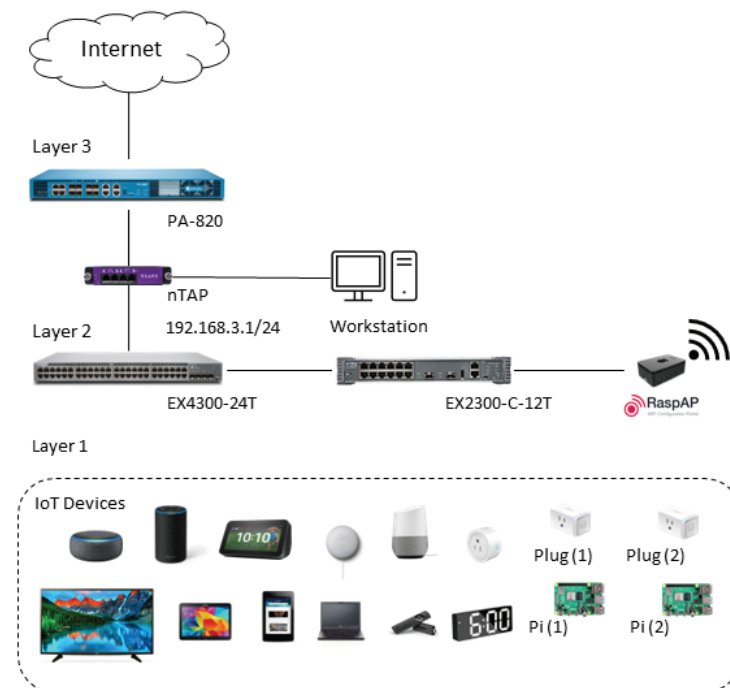 Internet
Layer 3
PA-820
nTAP
192.168.3.1/24
Workstation
Layer 2
EX4300-24T
EX2300-C-12T
RaspAP
Layer 1
IoT Devices
10:10
Plug (1)
Plug (2)
6:00
Pi (1)
Pi (2)